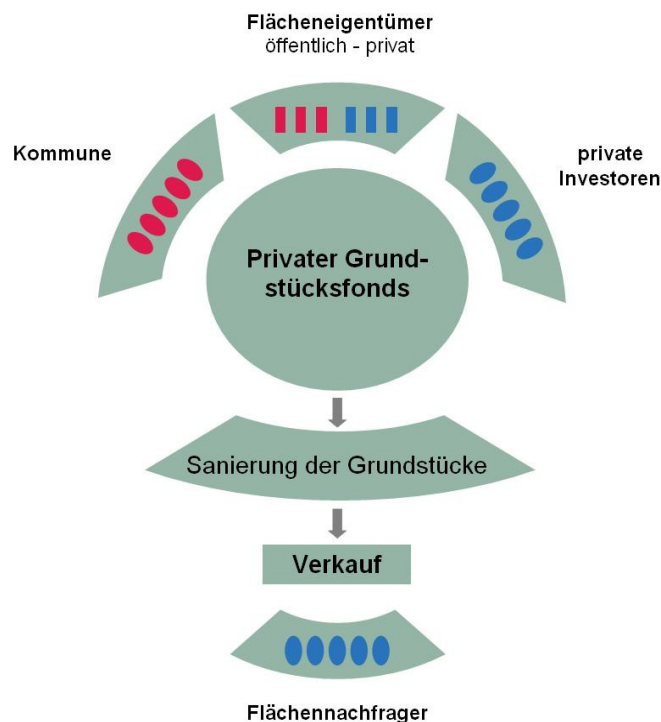 Flächeneigentümer
öffentlich - privat
Kommune
private
Investoren
Privater Grund-
stücksfonds
Sanierung der Grundstücke
Verkauf
Flächennachfrager